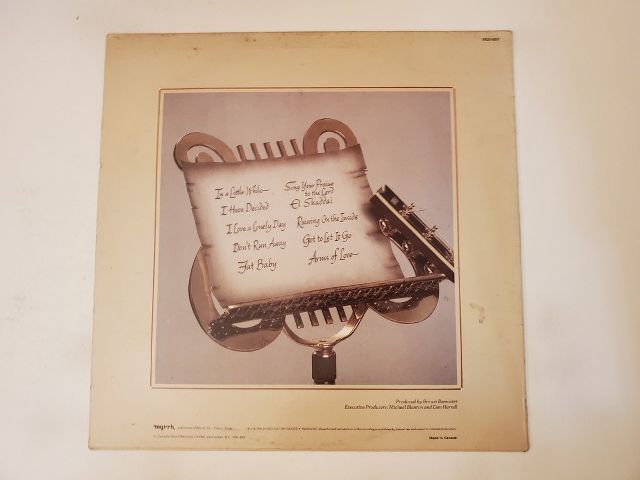 In a Little While
I Have Decided
I Love a Lonely Day
Don't Run Away
Fat Baby
Sing Your Praise
to the Lord
El Shaddai
Raining On the Inside
Got to Let It Go
Arms of Love
Produced by Brown Bannister
Executive Producers: Michael Blanton and Dan Harrell
myrrh
Made in Canada